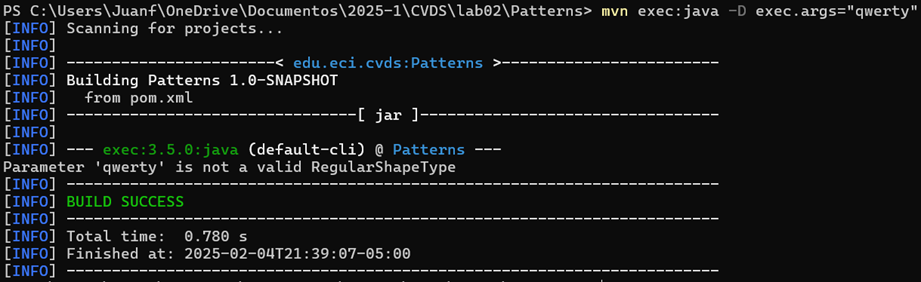 PS C:\Users\Juanf\OneDrive\Documentos\2025-1\CVDS\lab02\Patterns> mvn exec:java -D exec.args="qwerty"
[INFO] Scanning for projects...
[INFO]
[INFO] ---------------------< edu.eci.cvds:Patterns >----------------------
[INFO] Building Patterns 1.0-SNAPSHOT
[INFO]   from pom.xml
[INFO] --------------------------------[ jar ]---------------------------------
[INFO]
[INFO] --- exec:3.5.0:java (default-cli) @ Patterns ---
Parameter 'qwerty' is not a valid RegularShapeType
[INFO] ------------------------------------------------------------------------
[INFO] BUILD SUCCESS
[INFO] ------------------------------------------------------------------------
[INFO] Total time:  0.780 s
[INFO] Finished at: 2025-02-04T21:39:07-05:00
[INFO] ------------------------------------------------------------------------